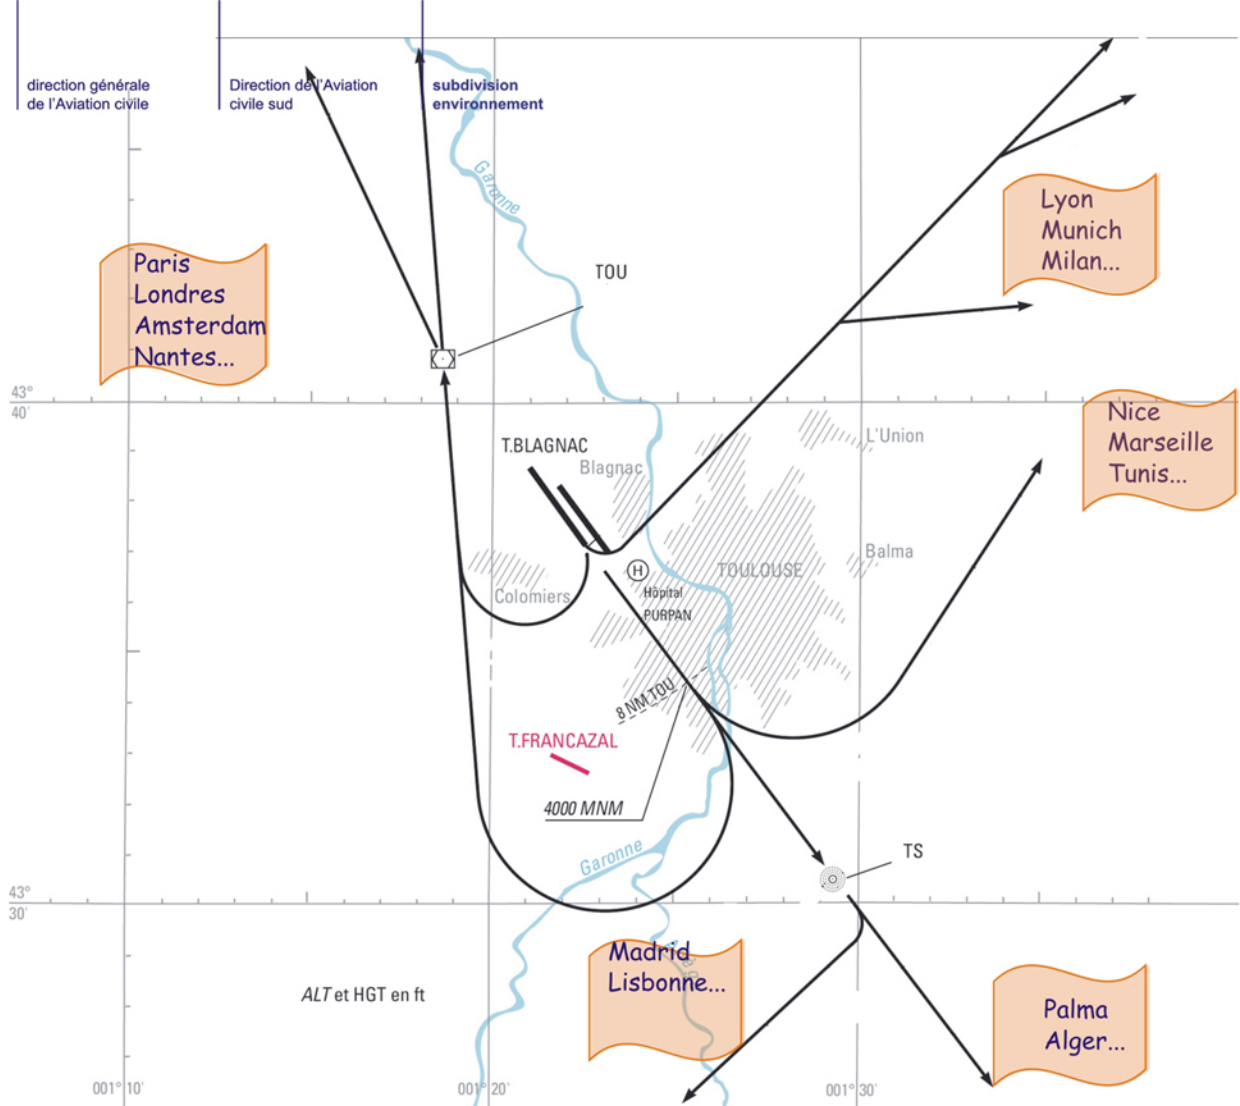 direction générale
de l'Aviation civile
Direction de l'Aviation
civile sud
subdivision
environnement
Garonne
Lyon
Munich
Milan...
Paris
Londres
Amsterdam
Nantes...
TOU
43°
40'
Nice
Marseille
Tunis...
T.BLAGNAC
Blagnac
L'Union
Balma
TOULOUSE
H
Hôpital
PURPAN
Colomiers
8 NM TOU
T.FRANCAZAL
4000 MNM
Garonne
TS
43°
30'
Madrid
Lisbonne...
ALT et HGT en ft
Palma
Alger...
001° 10'
001° 20'
001° 30'